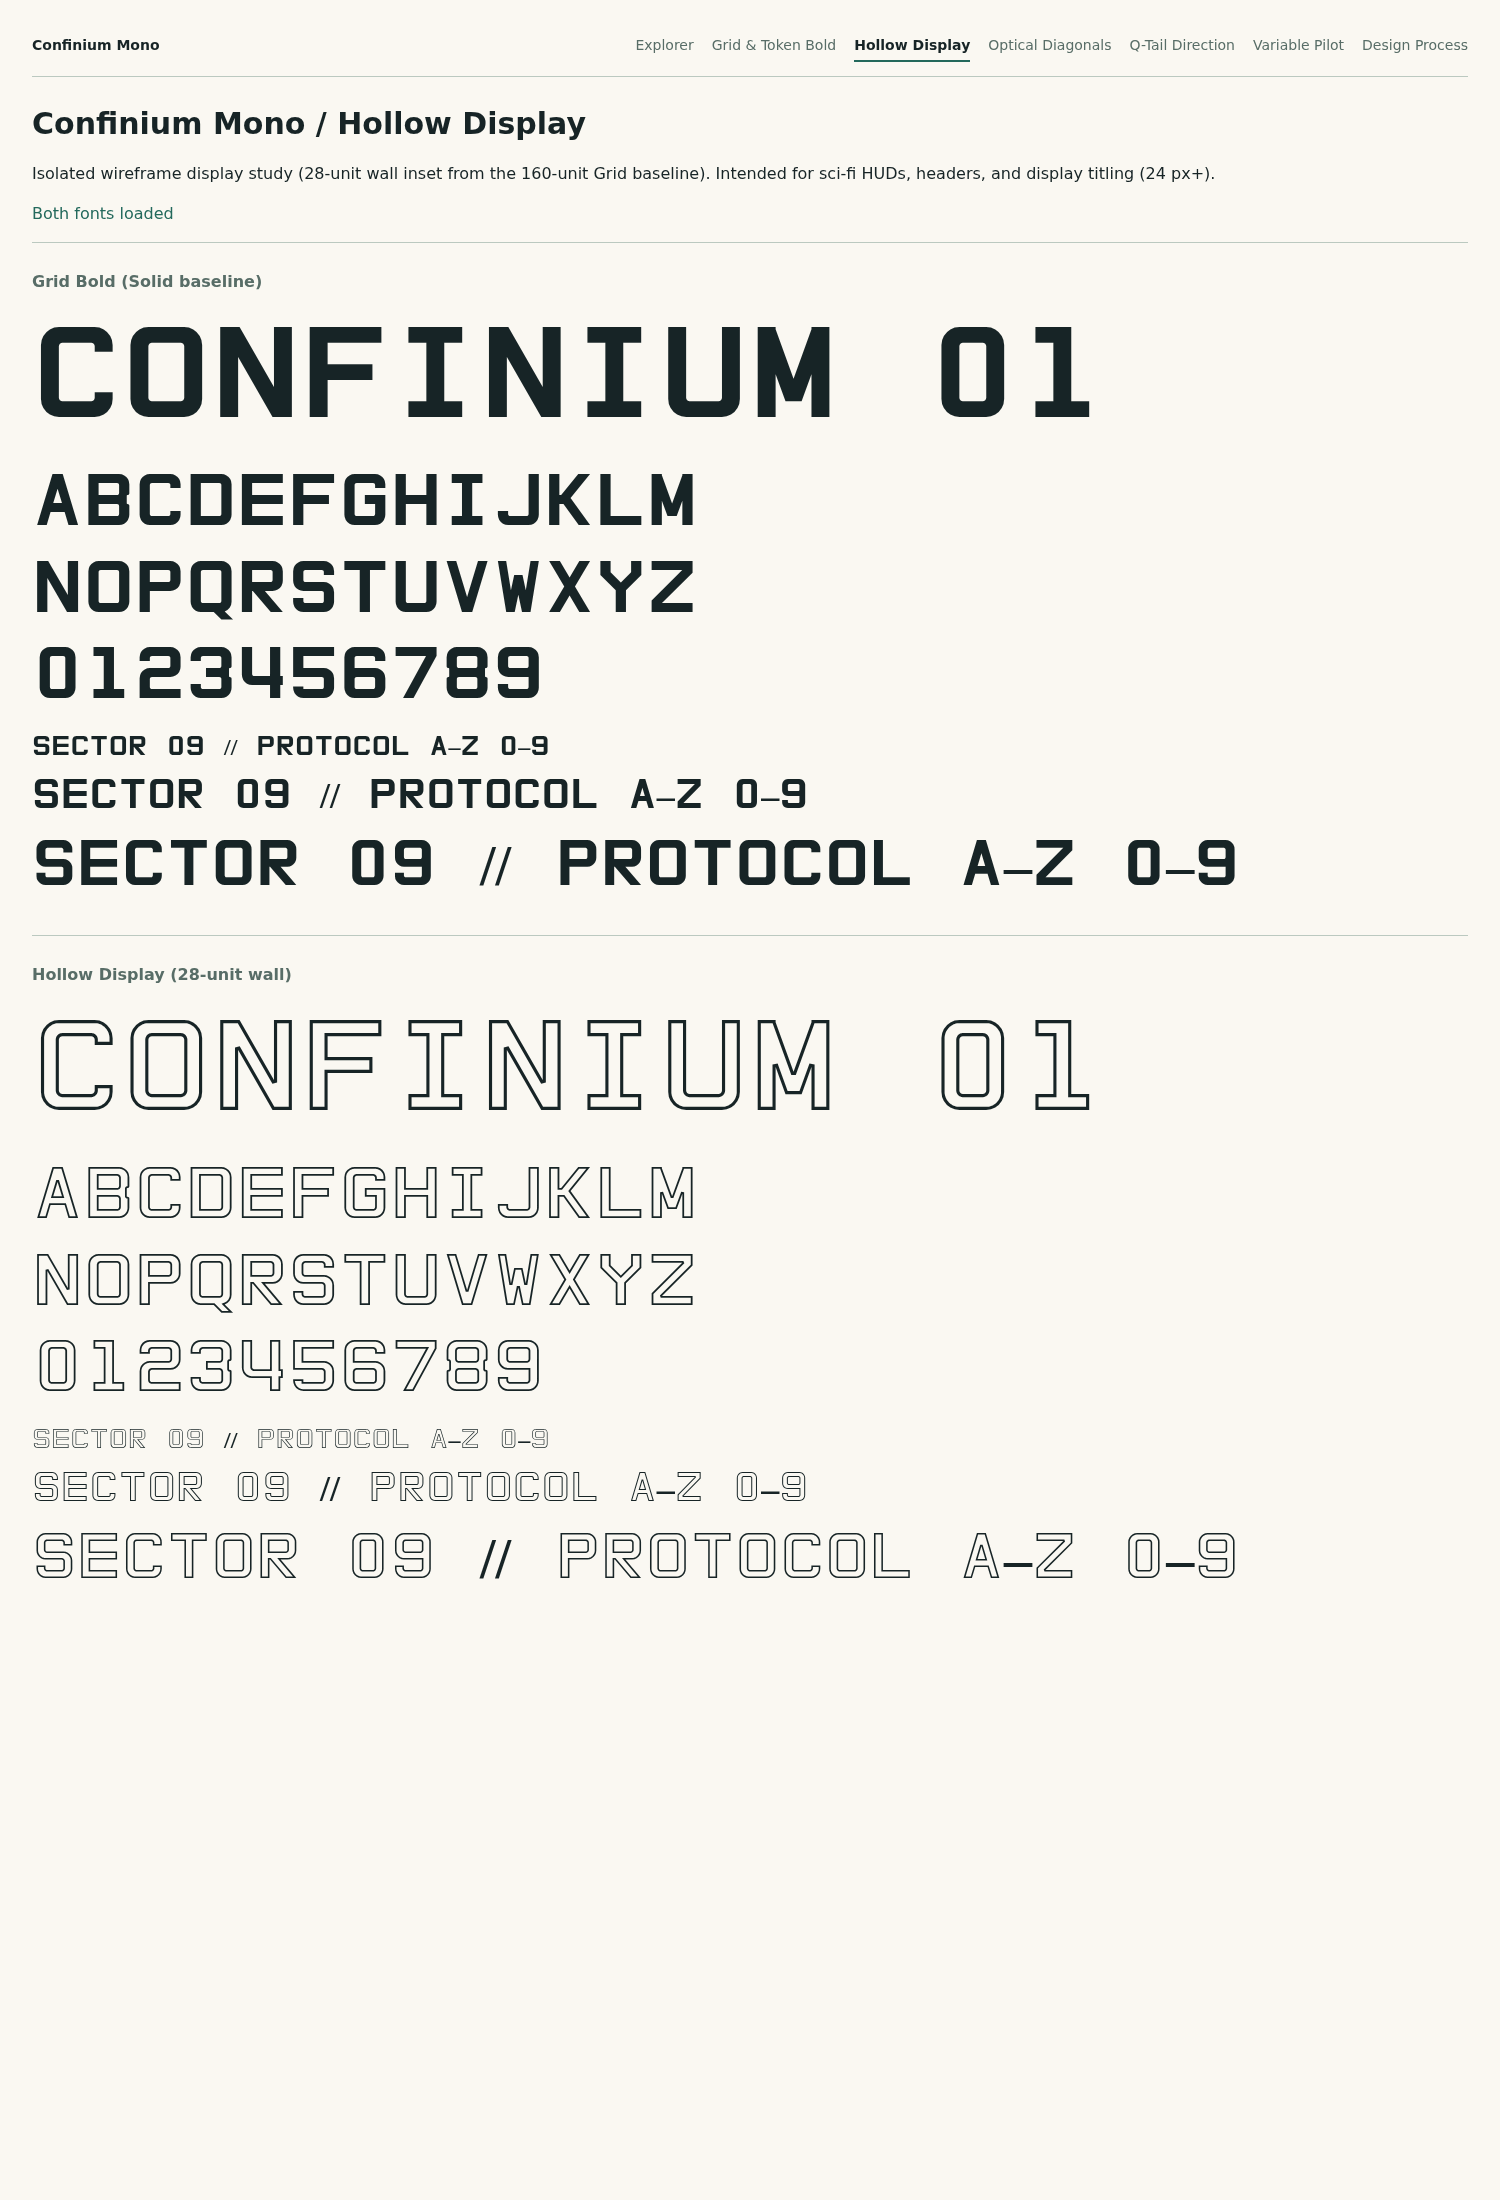 Confinium Mono
Explorer Grid & Token Bold Hollow Display Optical Diagonals Q-Tail Direction Variable Pilot Design Process
Confinium Mono / Hollow Display
Isolated wireframe display study (28-unit wall inset from the 160-unit Grid baseline). Intended for sci-fi HUDs, headers, and display titling (24 px+).
Both fonts loaded
Grid Bold (Solid baseline)
CONFINIUM 01
ABCDEFGHIJKLM
NOPQRSTUVWXYZ
0123456789
SECTOR 09 // PROTOCOL A–Z 0–9
SECTOR 09 // PROTOCOL A–Z 0–9
SECTOR 09 // PROTOCOL A–Z 0–9
Hollow Display (28-unit wall)
CONFINIUM 01
ABCDEFGHIJKLM
NOPQRSTUVWXYZ
0123456789
SECTOR 09 // PROTOCOL A–Z 0–9
SECTOR 09 // PROTOCOL A–Z 0–9
SECTOR 09 // PROTOCOL A–Z 0–9